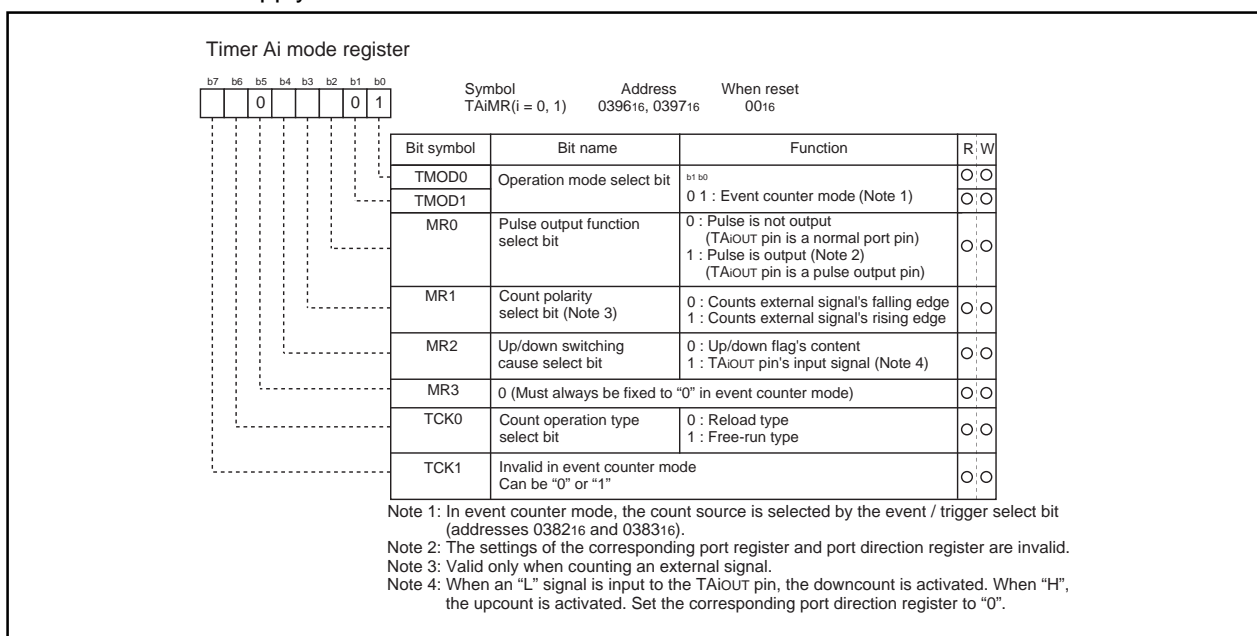 Timer Ai mode register
b7 b6 b5 b4 b3 b2 b1 b0
0 0 1
Symbol Address When reset
TAiMR(i = 0, 1) 039616, 039716 0016
Bit symbol Bit name Function R W
TMOD0 Operation mode select bit b1 b0
TMOD1 0 1 : Event counter mode (Note 1)
MR0 Pulse output function 0 : Pulse is not output
select bit (TAiOUT pin is a normal port pin)
1 : Pulse is output (Note 2)
(TAiOUT pin is a pulse output pin)
MR1 Count polarity 0 : Counts external signal's falling edge
select bit (Note 3) 1 : Counts external signal's rising edge
MR2 Up/down switching 0 : Up/down flag's content
cause select bit 1 : TAiOUT pin's input signal (Note 4)
MR3 0 (Must always be fixed to “0” in event counter mode)
TCK0 Count operation type 0 : Reload type
select bit 1 : Free-run type
TCK1 Invalid in event counter mode
Can be “0” or “1”
Note 1: In event counter mode, the count source is selected by the event / trigger select bit
(addresses 038216 and 038316).
Note 2: The settings of the corresponding port register and port direction register are invalid.
Note 3: Valid only when counting an external signal.
Note 4: When an “L” signal is input to the TAiOUT pin, the downcount is activated. When “H”,
the upcount is activated. Set the corresponding port direction register to “0”.